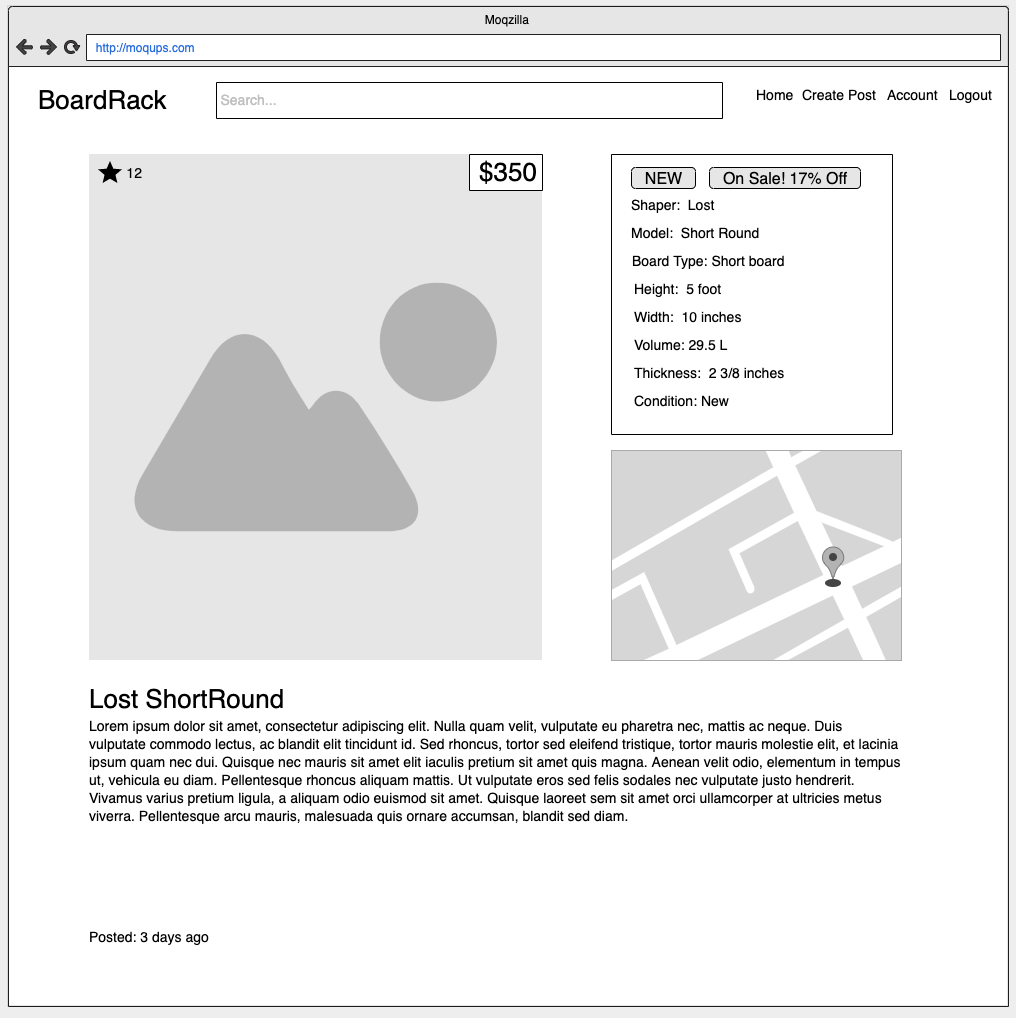 Moqzilla
http://moqups.com
BoardRack
Search...
Home Create Post Account Logout
12
$350
NEW On Sale! 17% Off
Shaper: Lost
Model: Short Round
Board Type: Short board
Height: 5 foot
Width: 10 inches
Volume: 29.5 L
Thickness: 2 3/8 inches
Condition: New
Lost ShortRound
Lorem ipsum dolor sit amet, consectetur adipiscing elit. Nulla quam velit, vulputate eu pharetra nec, mattis ac neque. Duis
vulputate commodo lectus, ac blandit elit tincidunt id. Sed rhoncus, tortor sed eleifend tristique, tortor mauris molestie elit, et lacinia
ipsum quam nec dui. Quisque nec mauris sit amet elit iaculis pretium sit amet quis magna. Aenean velit odio, elementum in tempus
ut, vehicula eu diam. Pellentesque rhoncus aliquam mattis. Ut vulputate eros sed felis sodales nec vulputate justo hendrerit.
Vivamus varius pretium ligula, a aliquam odio euismod sit amet. Quisque laoreet sem sit amet orci ullamcorper at ultricies metus
viverra. Pellentesque arcu mauris, malesuada quis ornare accumsan, blandit sed diam.
Posted: 3 days ago